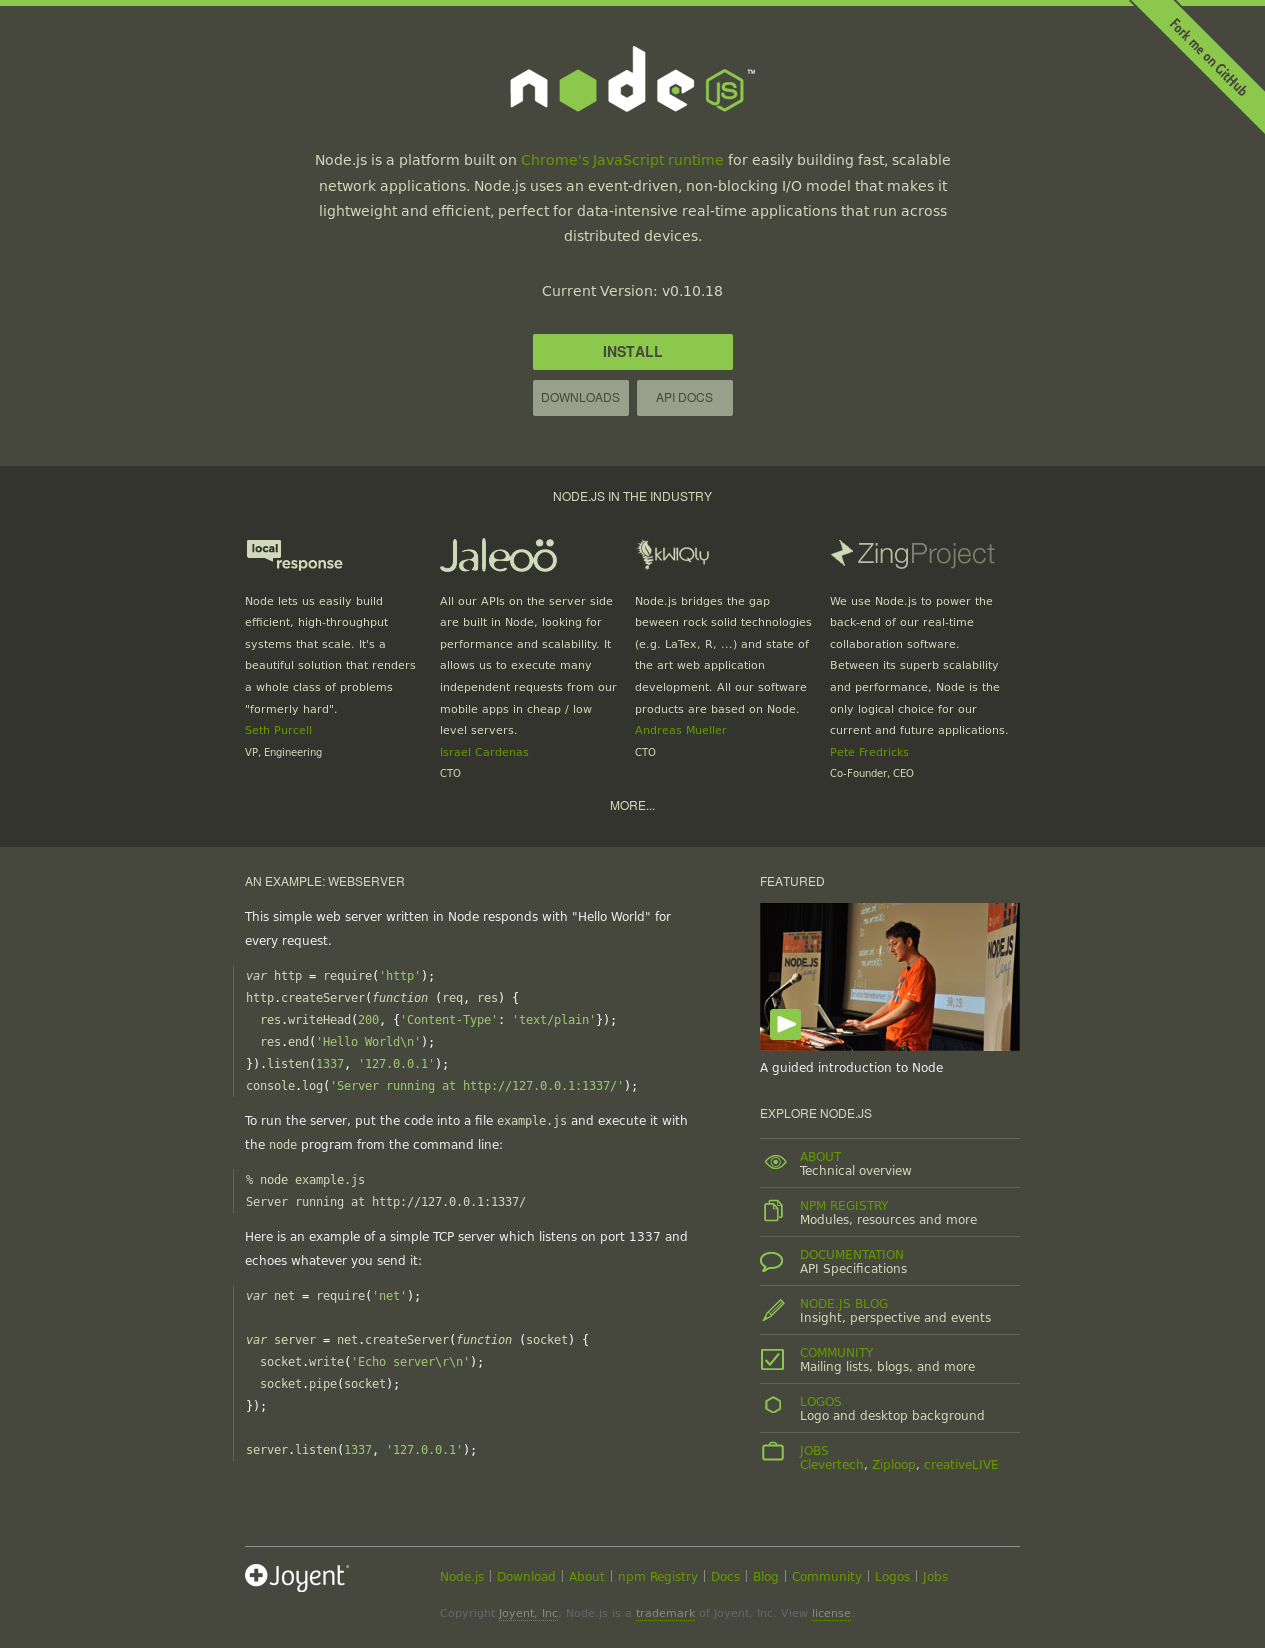 Fork me on GitHub
node JS™
Node.js is a platform built on Chrome's JavaScript runtime for easily building fast, scalable
network applications. Node.js uses an event-driven, non-blocking I/O model that makes it
lightweight and efficient, perfect for data-intensive real-time applications that run across
distributed devices.
Current Version: v0.10.18
INSTALL
DOWNLOADS
API DOCS
NODE.JS IN THE INDUSTRY
local
response
Node lets us easily build
efficient, high-throughput
systems that scale. It's a
beautiful solution that renders
a whole class of problems
"formerly hard".
Seth Purcell
VP, Engineering
Jaleoö
All our APIs on the server side
are built in Node, looking for
performance and scalability. It
allows us to execute many
independent requests from our
mobile apps in cheap / low
level servers.
Israel Cardenas
CTO
kWIQly
Node.js bridges the gap
beween rock solid technologies
(e.g. LaTex, R, ...) and state of
the art web application
development. All our software
products are based on Node.
Andreas Mueller
CTO
ZingProject
We use Node.js to power the
back-end of our real-time
collaboration software.
Between its superb scalability
and performance, Node is the
only logical choice for our
current and future applications.
Pete Fredricks
Co-Founder, CEO
MORE...
AN EXAMPLE: WEBSERVER
This simple web server written in Node responds with "Hello World" for
every request.
var http = require('http');
http.createServer(function (req, res) {
  res.writeHead(200, {'Content-Type': 'text/plain'});
  res.end('Hello World\n');
}).listen(1337, '127.0.0.1');
console.log('Server running at http://127.0.0.1:1337/');
To run the server, put the code into a file example.js and execute it with
the node program from the command line:
% node example.js
Server running at http://127.0.0.1:1337/
Here is an example of a simple TCP server which listens on port 1337 and
echoes whatever you send it:
var net = require('net');
var server = net.createServer(function (socket) {
  socket.write('Echo server\r\n');
  socket.pipe(socket);
});
server.listen(1337, '127.0.0.1');
FEATURED
NODE.JS
Camp
NODE.JS
Camp
30,19
A guided introduction to Node
EXPLORE NODE.JS
ABOUT
Technical overview
NPM REGISTRY
Modules, resources and more
DOCUMENTATION
API Specifications
NODE.JS BLOG
Insight, perspective and events
COMMUNITY
Mailing lists, blogs, and more
LOGOS
Logo and desktop background
JOBS
Clevertech, Ziploop, creativeLIVE
Joyent
Node.js | Download | About | npm Registry | Docs | Blog | Community | Logos | Jobs
Copyright Joyent, Inc. Node.js is a trademark of Joyent, Inc. View license.